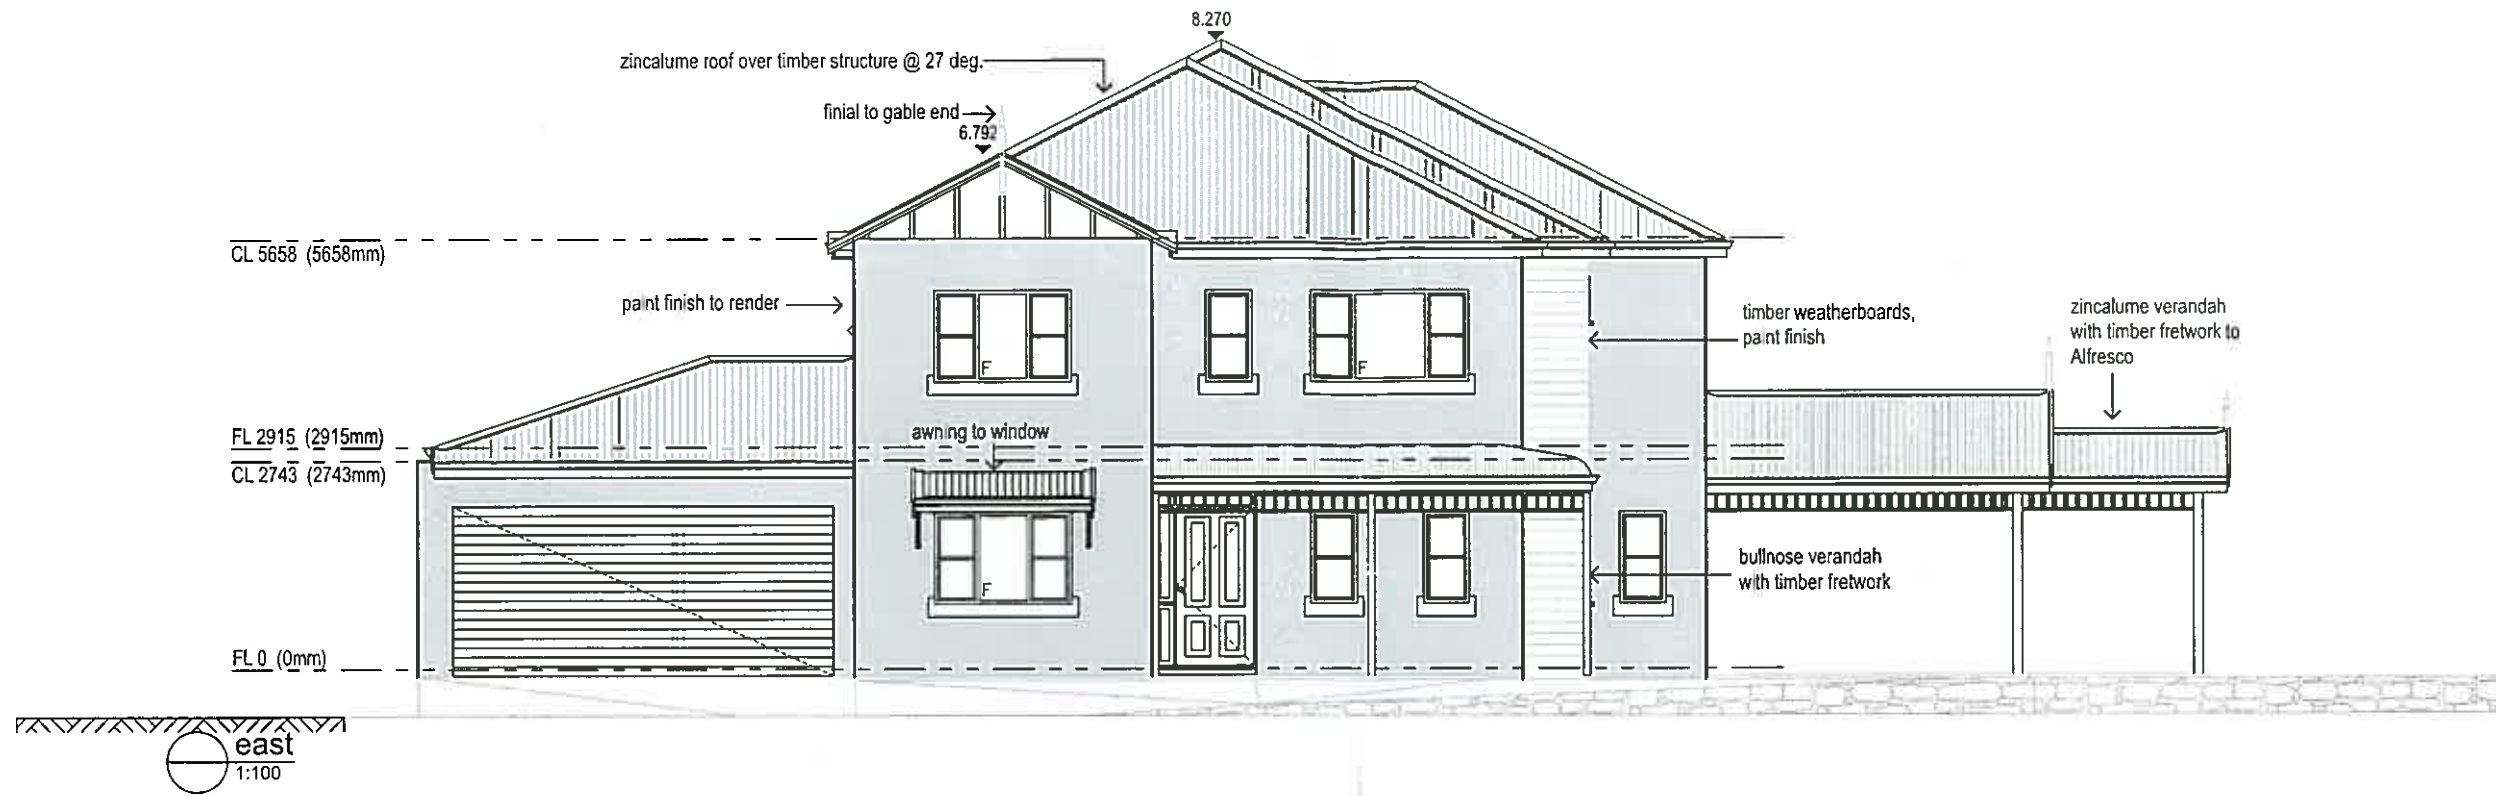 8.270
zincalume roof over timber structure @ 27 deg.
finial to gable end
6.792
CL 5658 (5658mm)
paint finish to render
timber weatherboards,
paint finish
zincalume verandah
with timber fretwork to
Alfresco
FL 2915 (2915mm)
awning to window
CL 2743 (2743mm)
F
F
F
bullnose verandah
with timber fretwork
FL 0 (0mm)
east
1:100